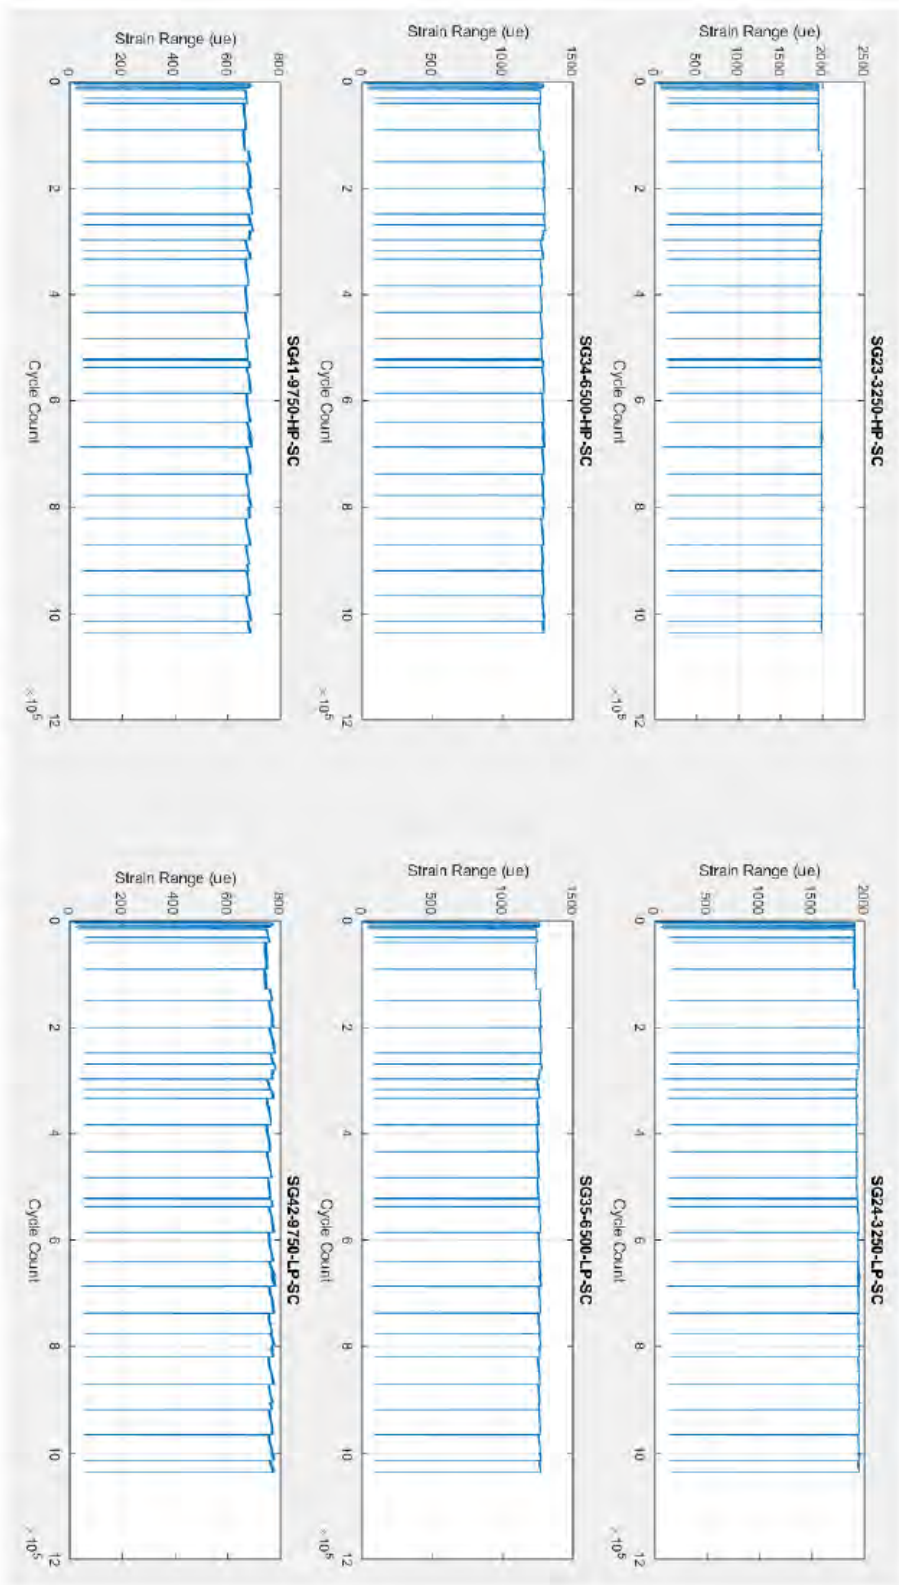 SG23-3250-HP-SC
Strain Range (ue)
2500
2000
1500
1000
500
0
0 2 4 6 8 10 12
Cycle Count
×10⁵
SG24-3250-LP-SC
Strain Range (ue)
2000
1500
1000
500
0
0 2 4 6 8 10 12
Cycle Count
×10⁵
SG34-6500-HP-SC
Strain Range (ue)
1500
1000
500
0
0 2 4 6 8 10 12
Cycle Count
×10⁵
SG35-6500-LP-SC
Strain Range (ue)
1500
1000
500
0
0 2 4 6 8 10 12
Cycle Count
×10⁵
SG41-9750-HP-SC
Strain Range (ue)
800
600
400
200
0
0 2 4 6 8 10 12
Cycle Count
×10⁵
SG42-9750-LP-SC
Strain Range (ue)
800
600
400
200
0
0 2 4 6 8 10 12
Cycle Count
×10⁵